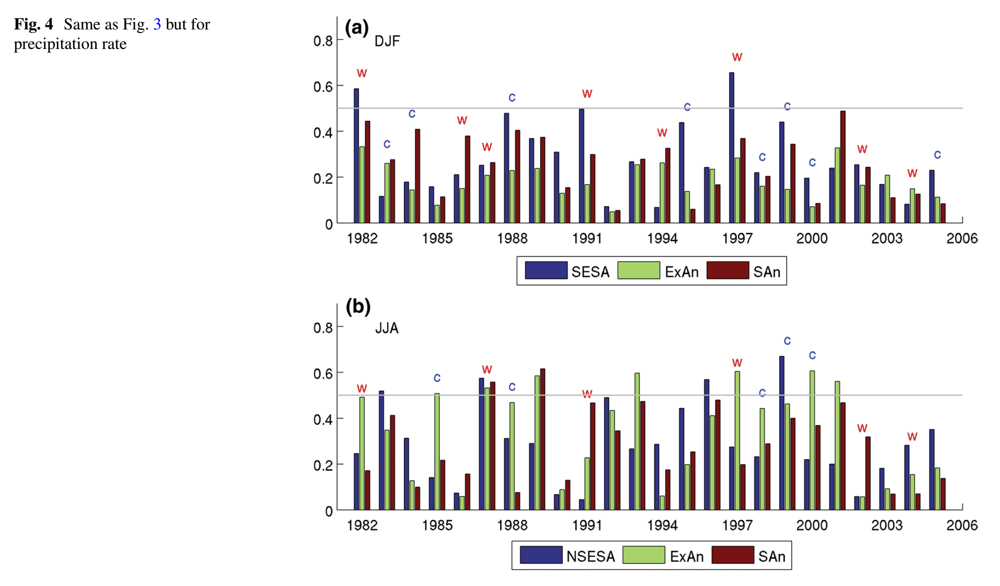 Fig. 4 Same as Fig. 3 but for
precipitation rate
(a)
DJF
0.8
0.6
0.4
0.2
0
W
C
C
W
W
C
W
W
C
W
C
C
C
W
W
C
1982 1985 1988 1991 1994 1997 2000 2003 2006
SESA ExAn SAn
(b)
JJA
0.8
0.6
0.4
0.2
0
W
C
W
C
W
W
C
C
C
W
W
1982 1985 1988 1991 1994 1997 2000 2003 2006
NSESA ExAn SAn